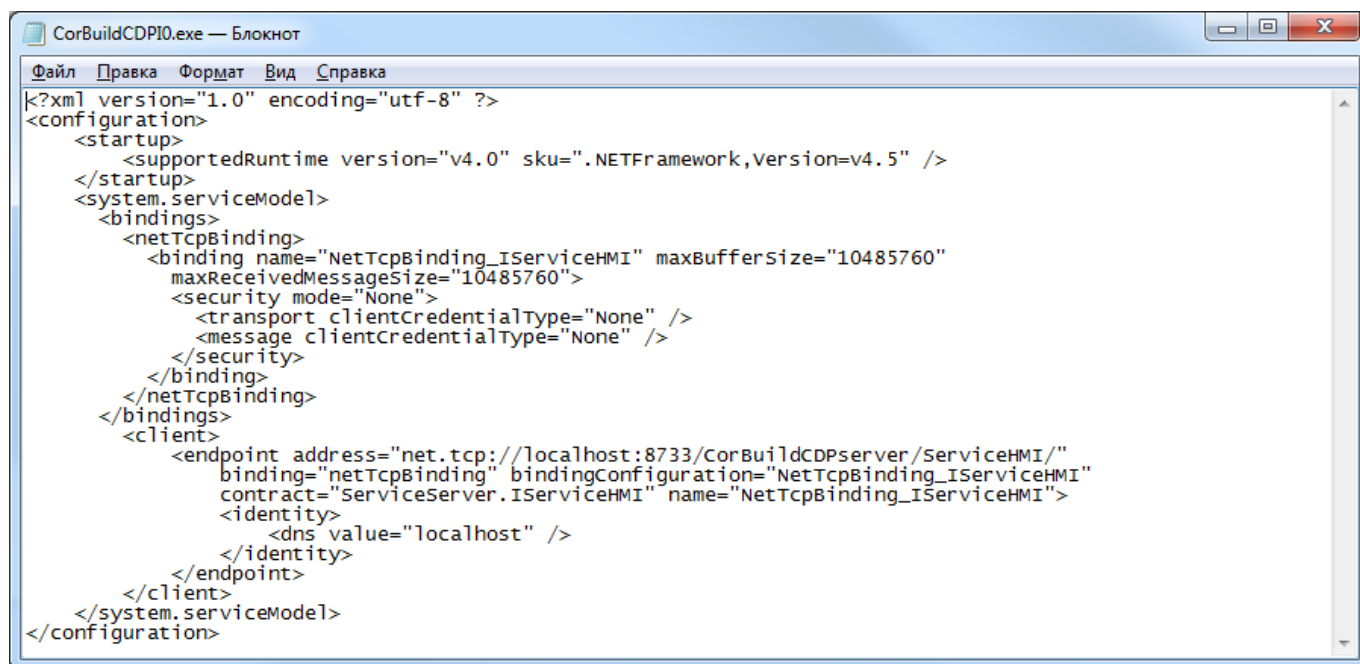 CorBuildCDPI0.exe — Блокнот
Файл Правка Формат Вид Справка
<?xml version="1.0" encoding="utf-8" ?>
<configuration>
    <startup>
        <supportedRuntime version="v4.0" sku=".NETFramework,Version=v4.5" />
    </startup>
    <system.serviceModel>
      <bindings>
        <netTcpBinding>
          <binding name="NetTcpBinding_IServiceHMI" maxBufferSize="10485760"
            maxReceivedMessageSize="10485760">
            <security mode="None">
              <transport clientCredentialType="None" />
              <message clientCredentialType="None" />
            </security>
          </binding>
        </netTcpBinding>
      </bindings>
        <client>
            <endpoint address="net.tcp://localhost:8733/CorBuildCDPserver/ServiceHMI/"
                binding="netTcpBinding" bindingConfiguration="NetTcpBinding_IServiceHMI"
                contract="ServiceServer.IServiceHMI" name="NetTcpBinding_IServiceHMI">
                <identity>
                    <dns value="localhost" />
                </identity>
            </endpoint>
        </client>
    </system.serviceModel>
</configuration>